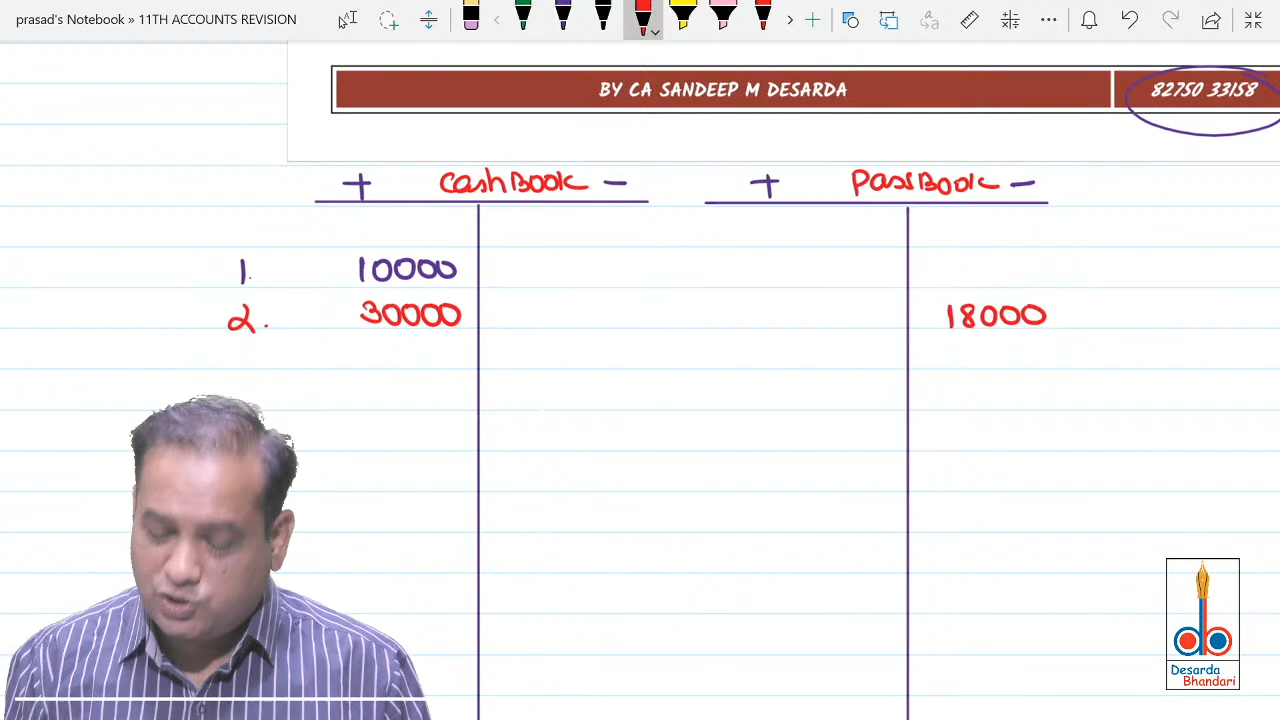 prasad's Notebook » 11TH ACCOUNTS REVISION
BY CA SANDEEP M DESARDA 82750 33158
+ CashBook - + PassBook -
1. 10000
2. 30000 18000
Desarda
Bhandari